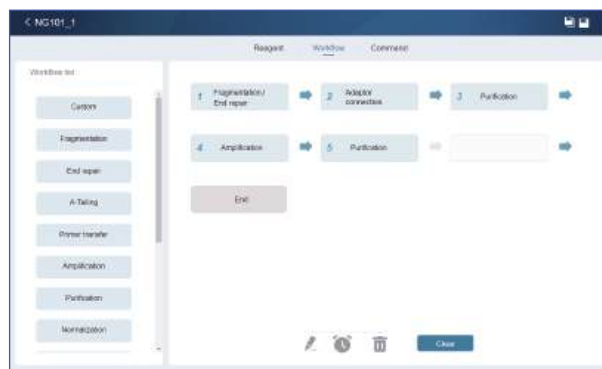 < NG101_1
Reagent Workflow Command
Workflow list
Custom
Fragmentation
End repair
A-Tailing
Primer transfer
Amplification
Purification
Normalization
1 Fragmentation/
End repair
2 Adaptor
connection
3 Purification
4 Amplification
5 Purification
End
Clear